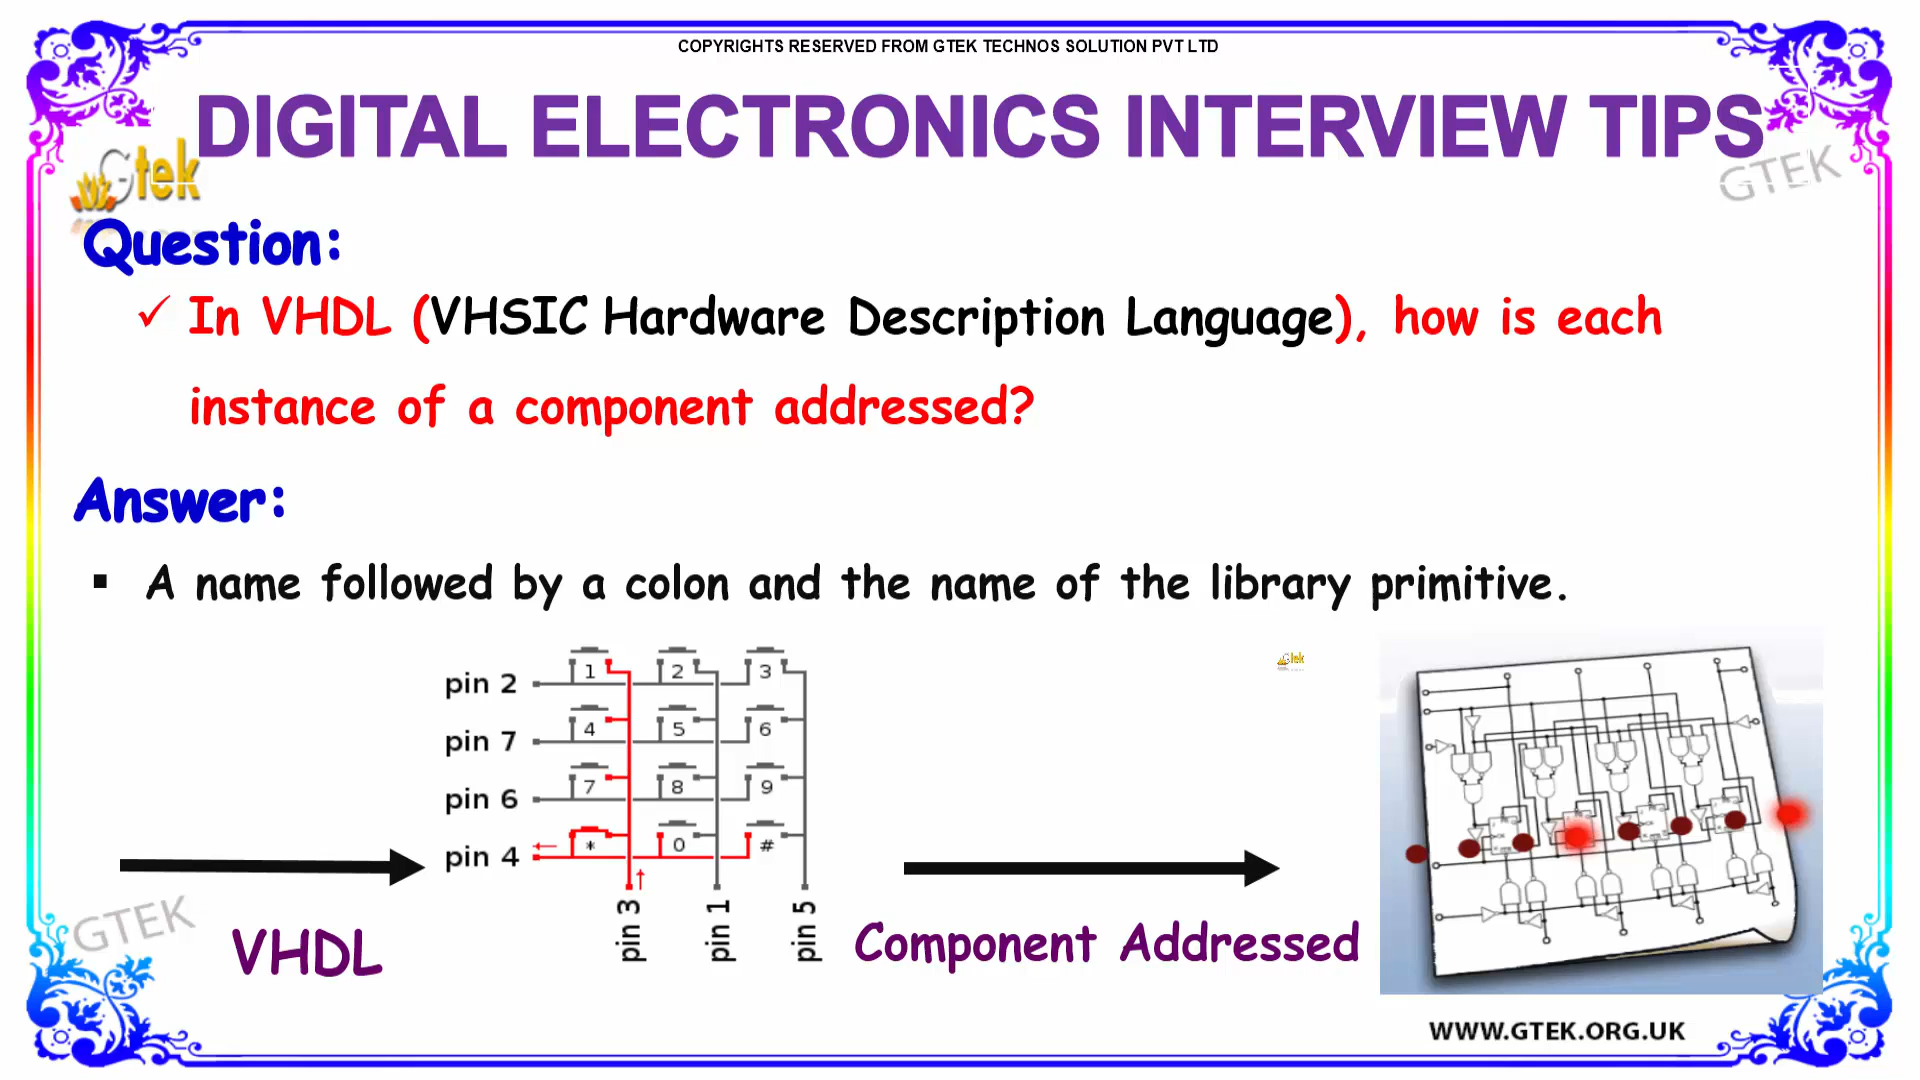 COPYRIGHTS RESERVED FROM GTEK TECHNOS SOLUTION PVT LTD
DIGITAL ELECTRONICS INTERVIEW TIPS
Gtek
GTEK
Question:
✓ In VHDL (VHSIC Hardware Description Language), how is each
instance of a component addressed?
Answer:
▪ A name followed by a colon and the name of the library primitive.
Gtek
pin 2 1 2 3
pin 7 4 5 6
pin 6 7 8 9
pin 4 * 0 #
pin 3 pin 1 pin 5
GTEK
VHDL
Component Addressed
WWW.GTEK.ORG.UK